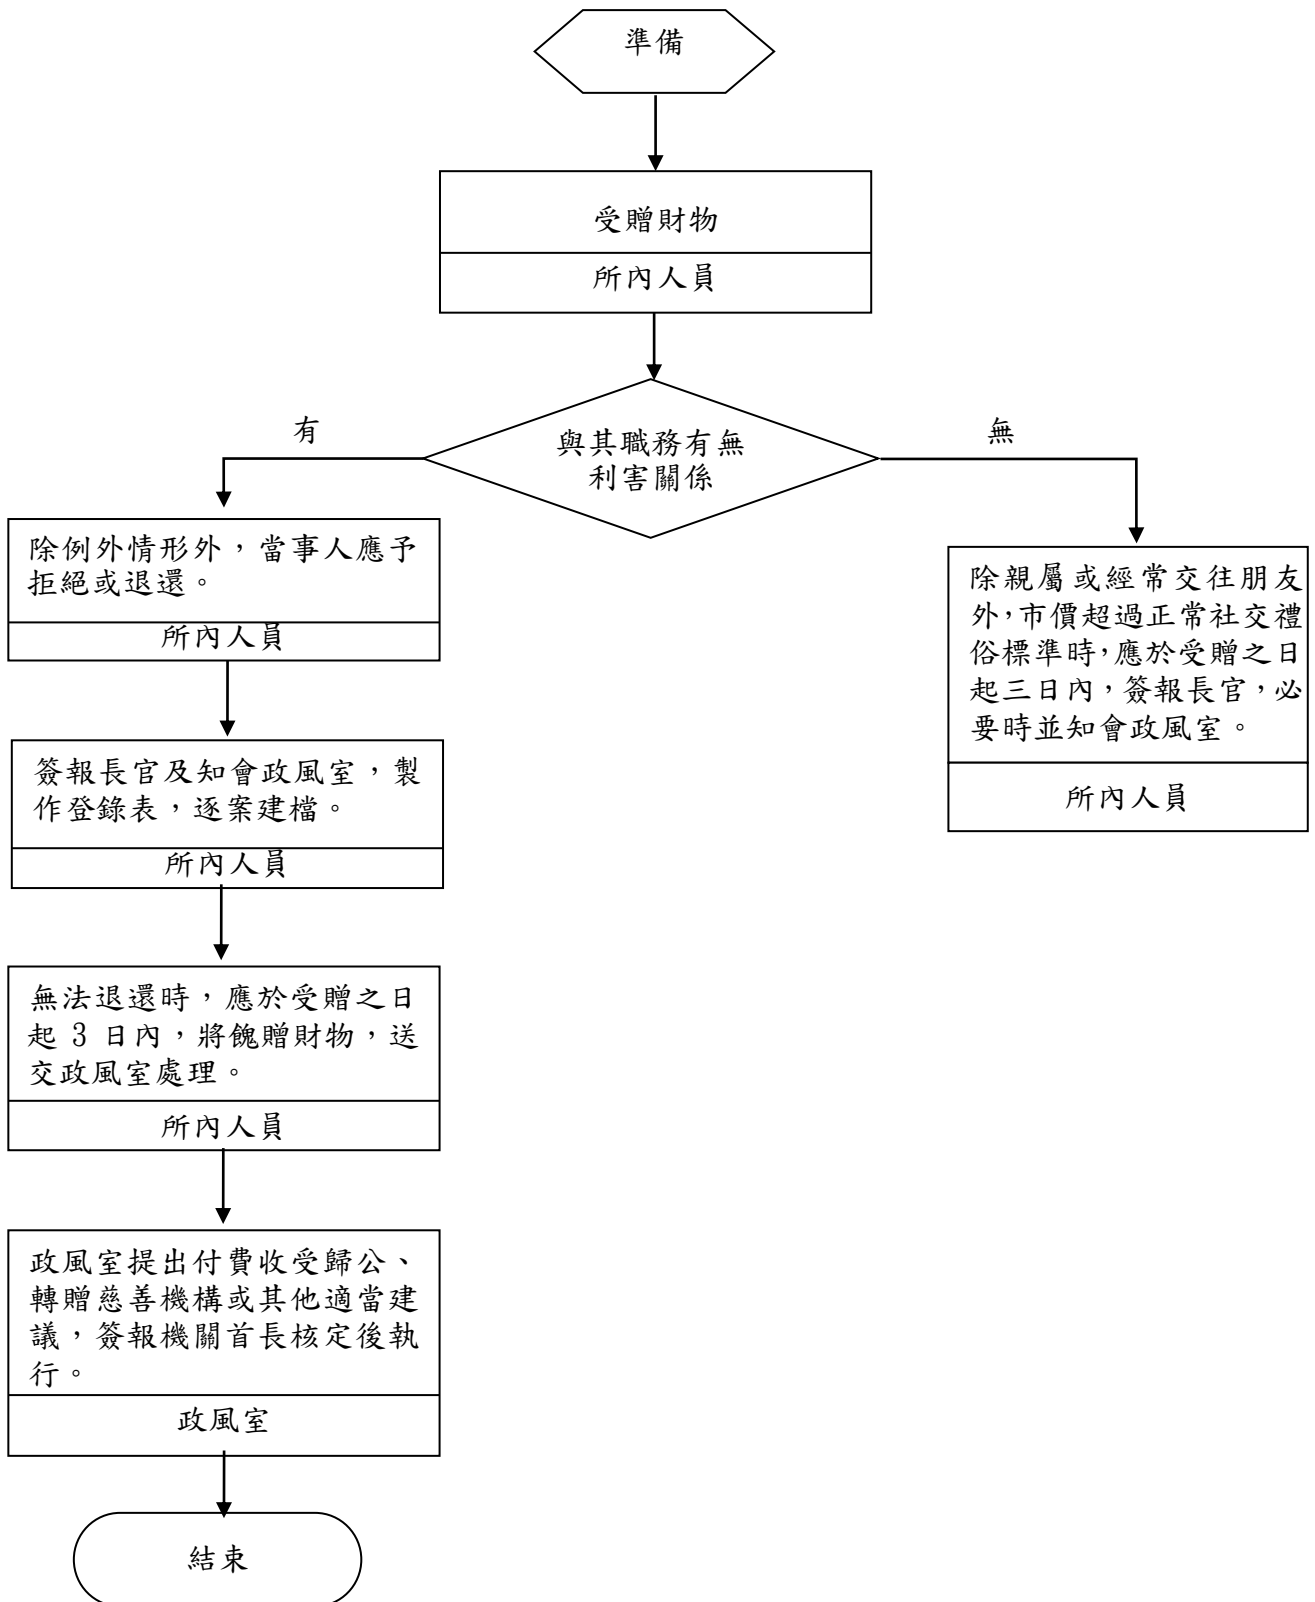 準備
受贈財物
所內人員
與其職務有無
利害關係
有
無
除例外情形外，當事人應予
拒絕或退還。
所內人員
除親屬或經常交往朋友
外，市價超過正常社交禮
俗標準時，應於受贈之日
起三日內，簽報長官，必
要時並知會政風室。
所內人員
簽報長官及知會政風室，製
作登錄表，逐案建檔。
所內人員
無法退還時，應於受贈之日
起 3 日內，將餽贈財物，送
交政風室處理。
所內人員
政風室提出付費收受歸公、
轉贈慈善機構或其他適當建
議，簽報機關首長核定後執
行。
政風室
結束